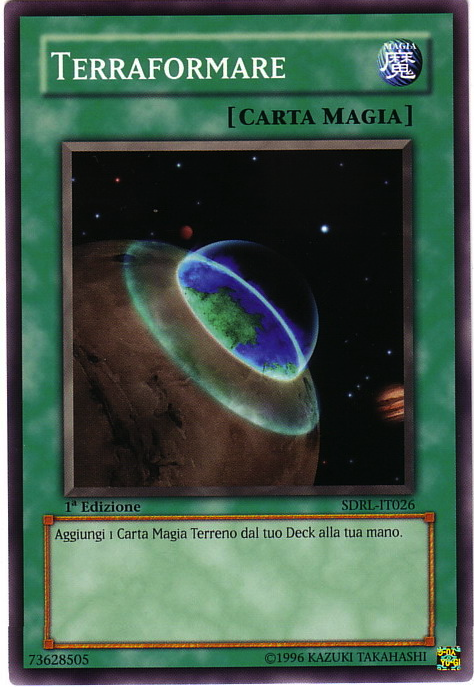 TERRAFORMARE
MAGIA
魔
[CARTA MAGIA]
1ª Edizione
SDRL-IT026
Aggiungi 1 Carta Magia Terreno dal tuo Deck alla tua mano.
73628505
©1996 KAZUKI TAKAHASHI